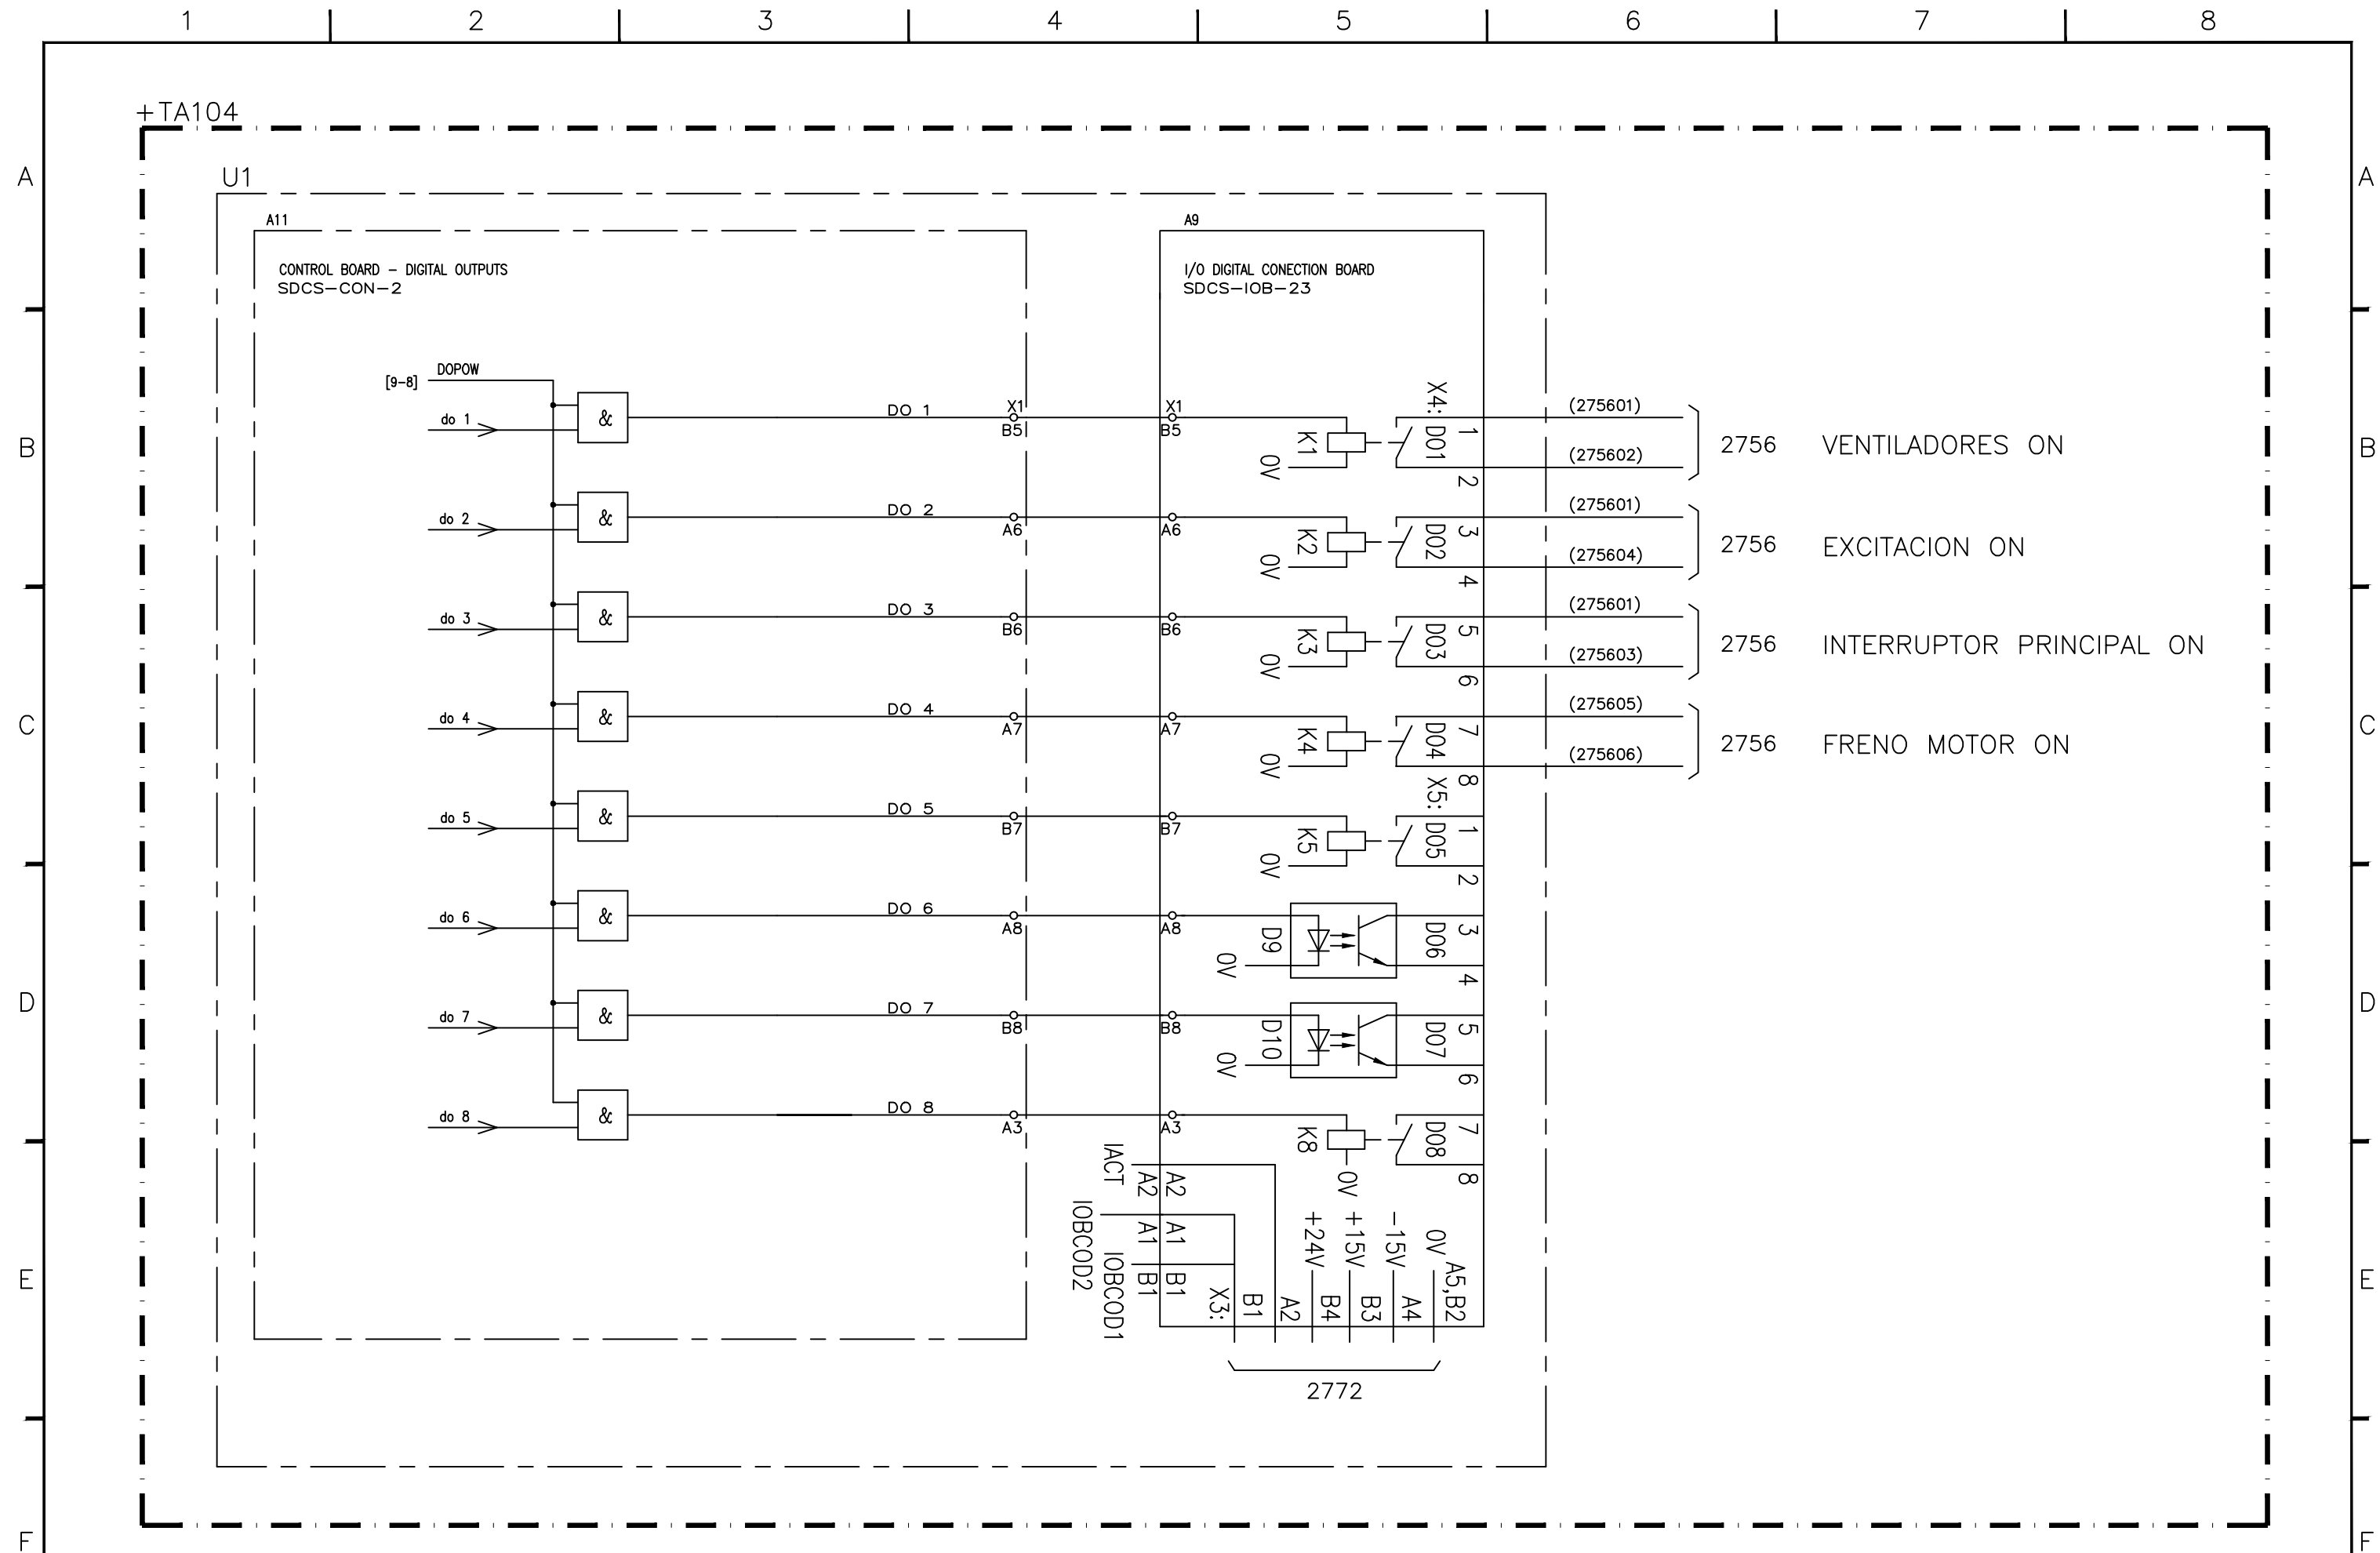 1 2 3 4 5 6 7 8
+TA104
A A
U1
A11 A9
CONTROL BOARD - DIGITAL OUTPUTS
SDCS-CON-2
I/O DIGITAL CONECTION BOARD
SDCS-IOB-23
[9-8] DOPOW
B B
do 1 & DO 1 X1 B5 X1 B5 K1 0V X4: DO1 1 2 (275601) (275602) 2756 VENTILADORES ON
do 2 & DO 2 A6 A6 K2 0V DO2 3 4 (275601) (275604) 2756 EXCITACION ON
do 3 & DO 3 B6 B6 K3 0V DO3 5 6 (275601) (275603) 2756 INTERRUPTOR PRINCIPAL ON
C C
do 4 & DO 4 A7 A7 K4 0V DO4 7 8 (275605) (275606) 2756 FRENO MOTOR ON
do 5 & DO 5 B7 B7 K5 0V X5: DO5 1 2
do 6 & DO 6 A8 A8 D9 0V DO6 3 4
D D
do 7 & DO 7 B8 B8 D10 0V DO7 5 6
do 8 & DO 8 A3 A3 K8 0V DO8 7 8
IACT A2 A2
IOBCOD2 A1 A1
IOBCOD1 B1 B1
E E
+24V +15V -15V 0V
X3: B1 A2 B4 B3 A4 A5,B2
2772
F F